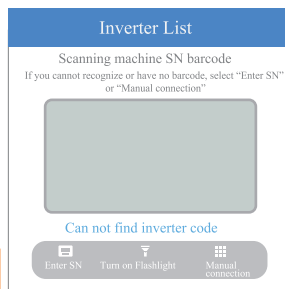 Inverter List
Scanning machine SN barcode
If you cannot recognize or have no barcode, select “Enter SN”
or “Manual connection”
Can not find inverter code
Enter SN
Turn on Flashlight
Manual
connection